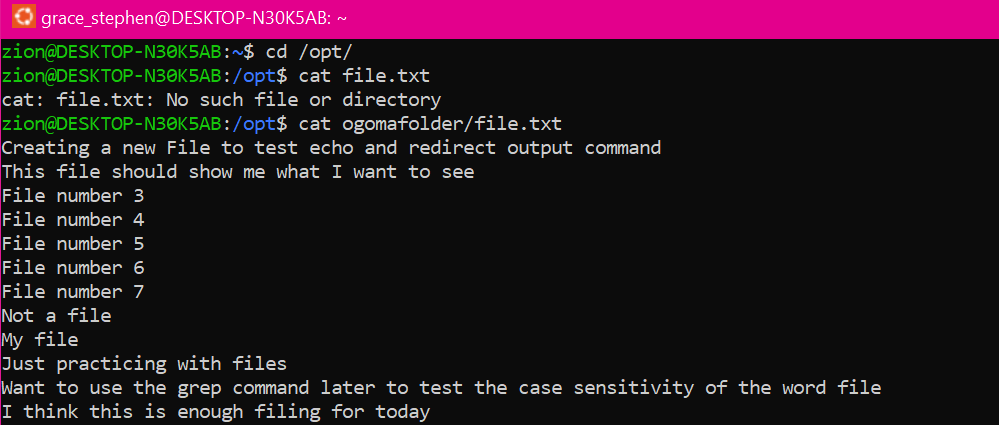 grace_stephen@DESKTOP-N30K5AB: ~
zion@DESKTOP-N30K5AB:~$ cd /opt/
zion@DESKTOP-N30K5AB:/opt$ cat file.txt
cat: file.txt: No such file or directory
zion@DESKTOP-N30K5AB:/opt$ cat ogomafolder/file.txt
Creating a new File to test echo and redirect output command
This file should show me what I want to see
File number 3
File number 4
File number 5
File number 6
File number 7
Not a file
My file
Just practicing with files
Want to use the grep command later to test the case sensitivity of the word file
I think this is enough filing for today